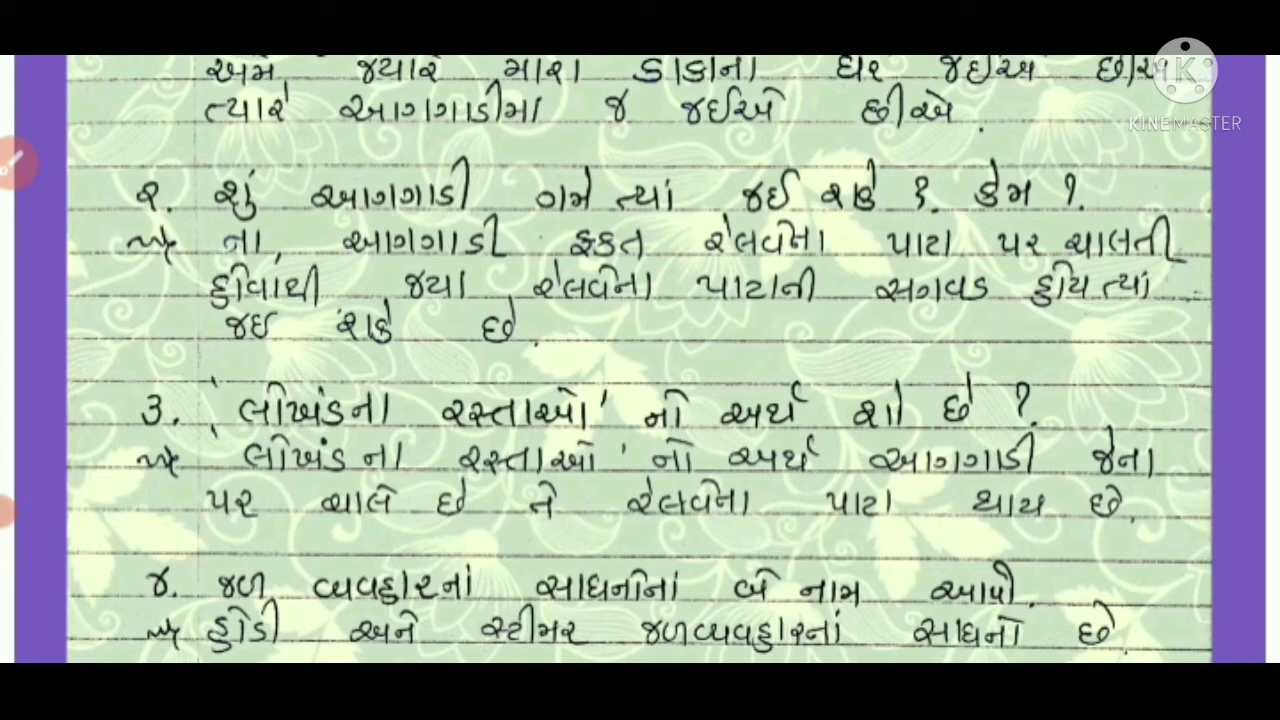 અમે જ્યારે મારા કાકાના ઘેર જઈએ છીએ
ત્યારે આગગાડીમાં જ જઈએ છીએ.
KINEMASTER
૨. શું આગગાડી ગમે ત્યાં જઈ શકે ? કેમ ?
ના, આગગાડી ફકત રેલવેના પાટા પર ચાલતી
હોવાથી જ્યાં રેલવેના પાટાની સગવડ હોય ત્યાં
જઈ શકે છે.
૩. 'લોખંડના રસ્તાઓ' નો અર્થ શો છે ?
'લોખંડના રસ્તાઓ' નો અર્થ આગગાડી જેના
પર ચાલે છે તે રેલવેના પાટા થાય છે.
૪. જળ વ્યવહારનાં સાધનોનાં બે નામ આપો.
હોડી અને સ્ટીમર જળવ્યવહારનાં સાધનો છે.